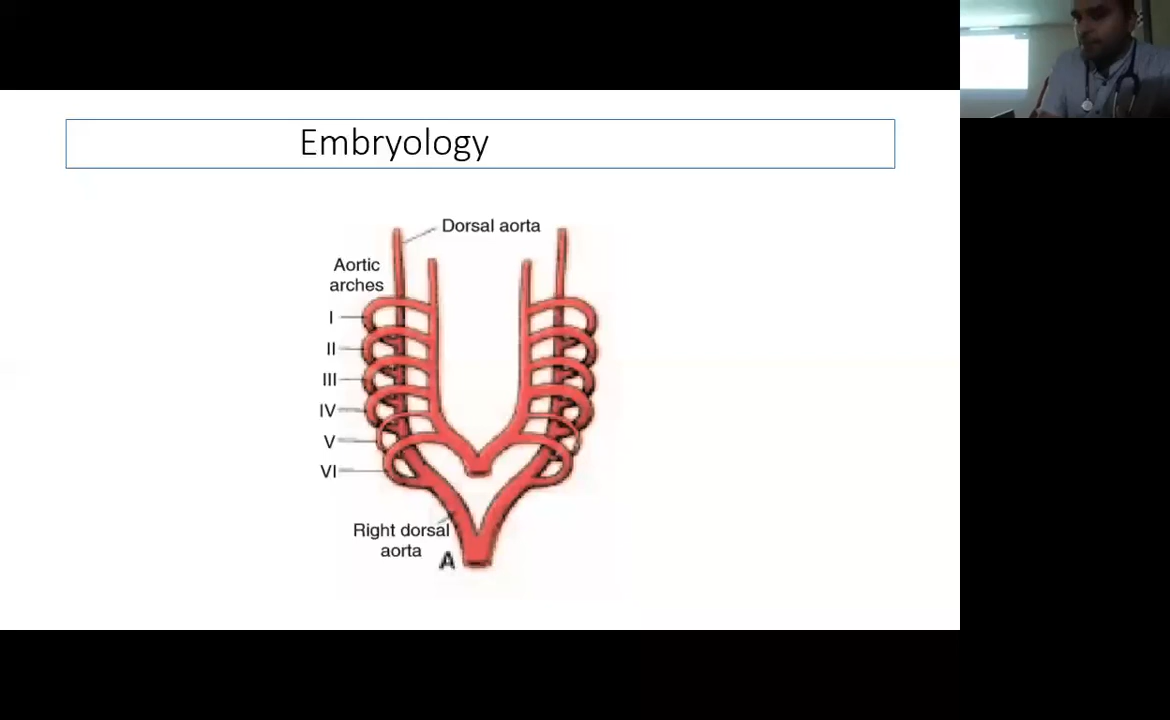 Embryology
Dorsal aorta
Aortic
arches
I
II
III
IV
V
VI
Right dorsal
aorta
A